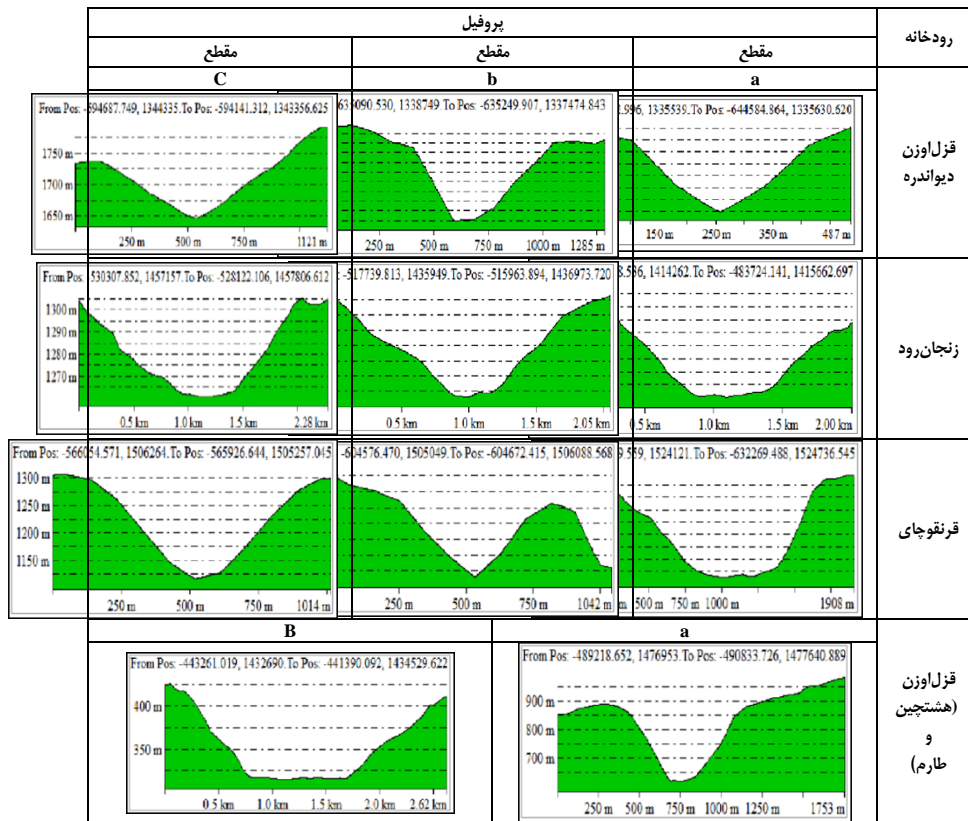 رودخانه
پروفیل
مقطع مقطع مقطع
a b C
قزل‌اوزن
دیواندره
1335539. To Pos: -644584.864, 1335630.620
150 m 250 m 350 m 487 m
090.530, 1338749 To Pos: -635249.907, 1337474.843
250 m 500 m 750 m 1000 m 1285 m
From Pos: -594687.749, 1344335. To Pos: -594141.312, 1343356.625
1750 m
1700 m
1650 m
250 m 500 m 750 m 1121 m
زنجان‌رود
1414262. To Pos: -483724.141, 1415662.697
0.5 km 1.0 km 1.5 km 2.00 km
-517739.813, 1435949. To Pos: -515963.894, 1436973.720
0.5 km 1.0 km 1.5 km 2.05 km
530307.852, 1457157. To Pos: -528122.106, 1457806.612
1300 m
1290 m
1280 m
1270 m
0.5 km 1.0 km 1.5 km 2.28 km
قرنقوچای
1524121. To Pos: -632269.488, 1524736.545
m 500 m 750 m 1000 m 1908 m
-604576.470, 1505049. To Pos: -604672.415, 1506088.568
250 m 500 m 750 m 1042 m
From Pos: -566054.571, 1506264. To Pos: -565926.644, 1505257.045
1300 m
1250 m
1200 m
1150 m
250 m 500 m 750 m 1014 m
a B
قزل‌اوزن
(هشتچین
و
طارم)
From Pos: -489218.652, 1476953. To Pos: -490833.726, 1477640.889
900 m
800 m
700 m
250 m 500 m 750 m 1000 m 1250 m 1753 m
From Pos: -443261.019, 1432690. To Pos: -441390.092, 1434529.622
400 m
350 m
0.5 km 1.0 km 1.5 km 2.0 km 2.62 km